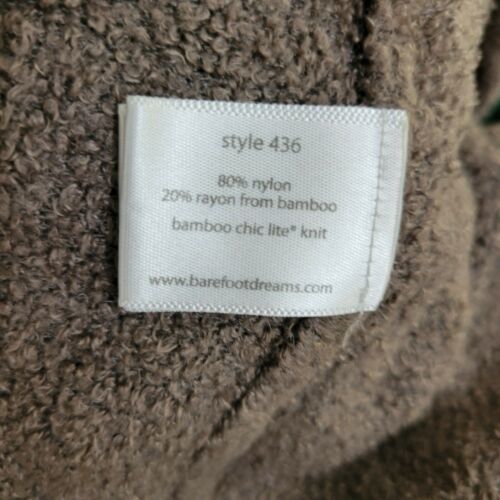 style 436
80% nylon
20% rayon from bamboo
bamboo chic lite® knit
www.barefootdreams.com